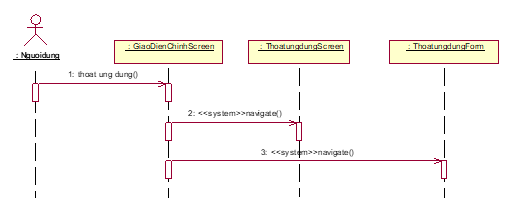 : GiaoDienChinhScreen
: ThoatungdungScreen
: ThoatungdungForm
: Nguoidung
1: thoat ung dung()
2: <<system>>navigate()
3: <<system>>navigate()